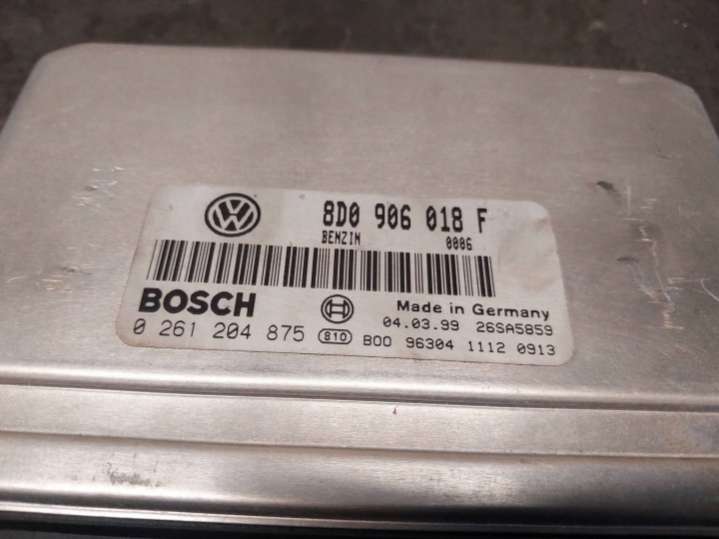 8D0 906 018 F
BENZIN 0006
BOSCH Made in Germany
04.03.99 26SA5859
0 261 204 875 810 B00 96304 1112 0913